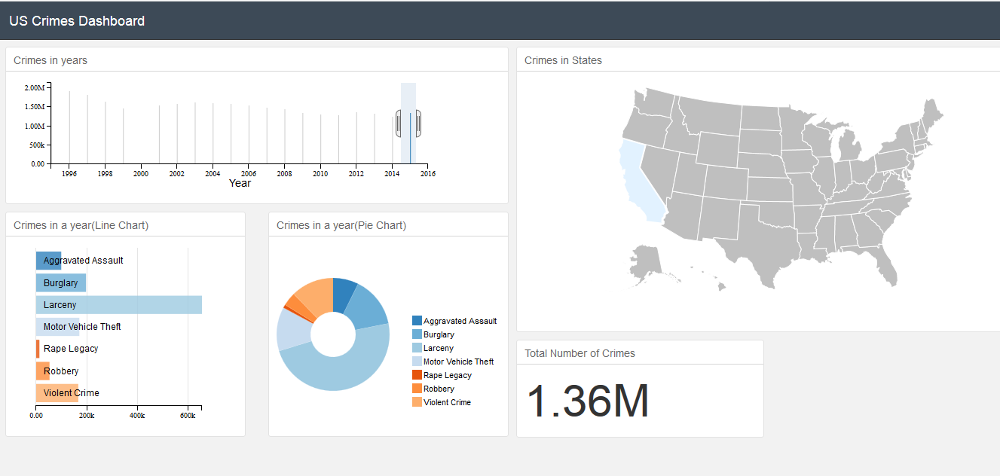 US Crimes Dashboard
Crimes in years
2.00M
1.50M
1.00M
500k
0.00
1996 1998 2000 2002 2004 2006 2008 2010 2012 2014 2016
Year
Crimes in States
Crimes in a year(Line Chart)
Aggravated Assault
Burglary
Larceny
Motor Vehicle Theft
Rape Legacy
Robbery
Violent Crime
0.00 200k 400k 600k
Crimes in a year(Pie Chart)
Aggravated Assault
Burglary
Larceny
Motor Vehicle Theft
Rape Legacy
Robbery
Violent Crime
Total Number of Crimes
1.36M